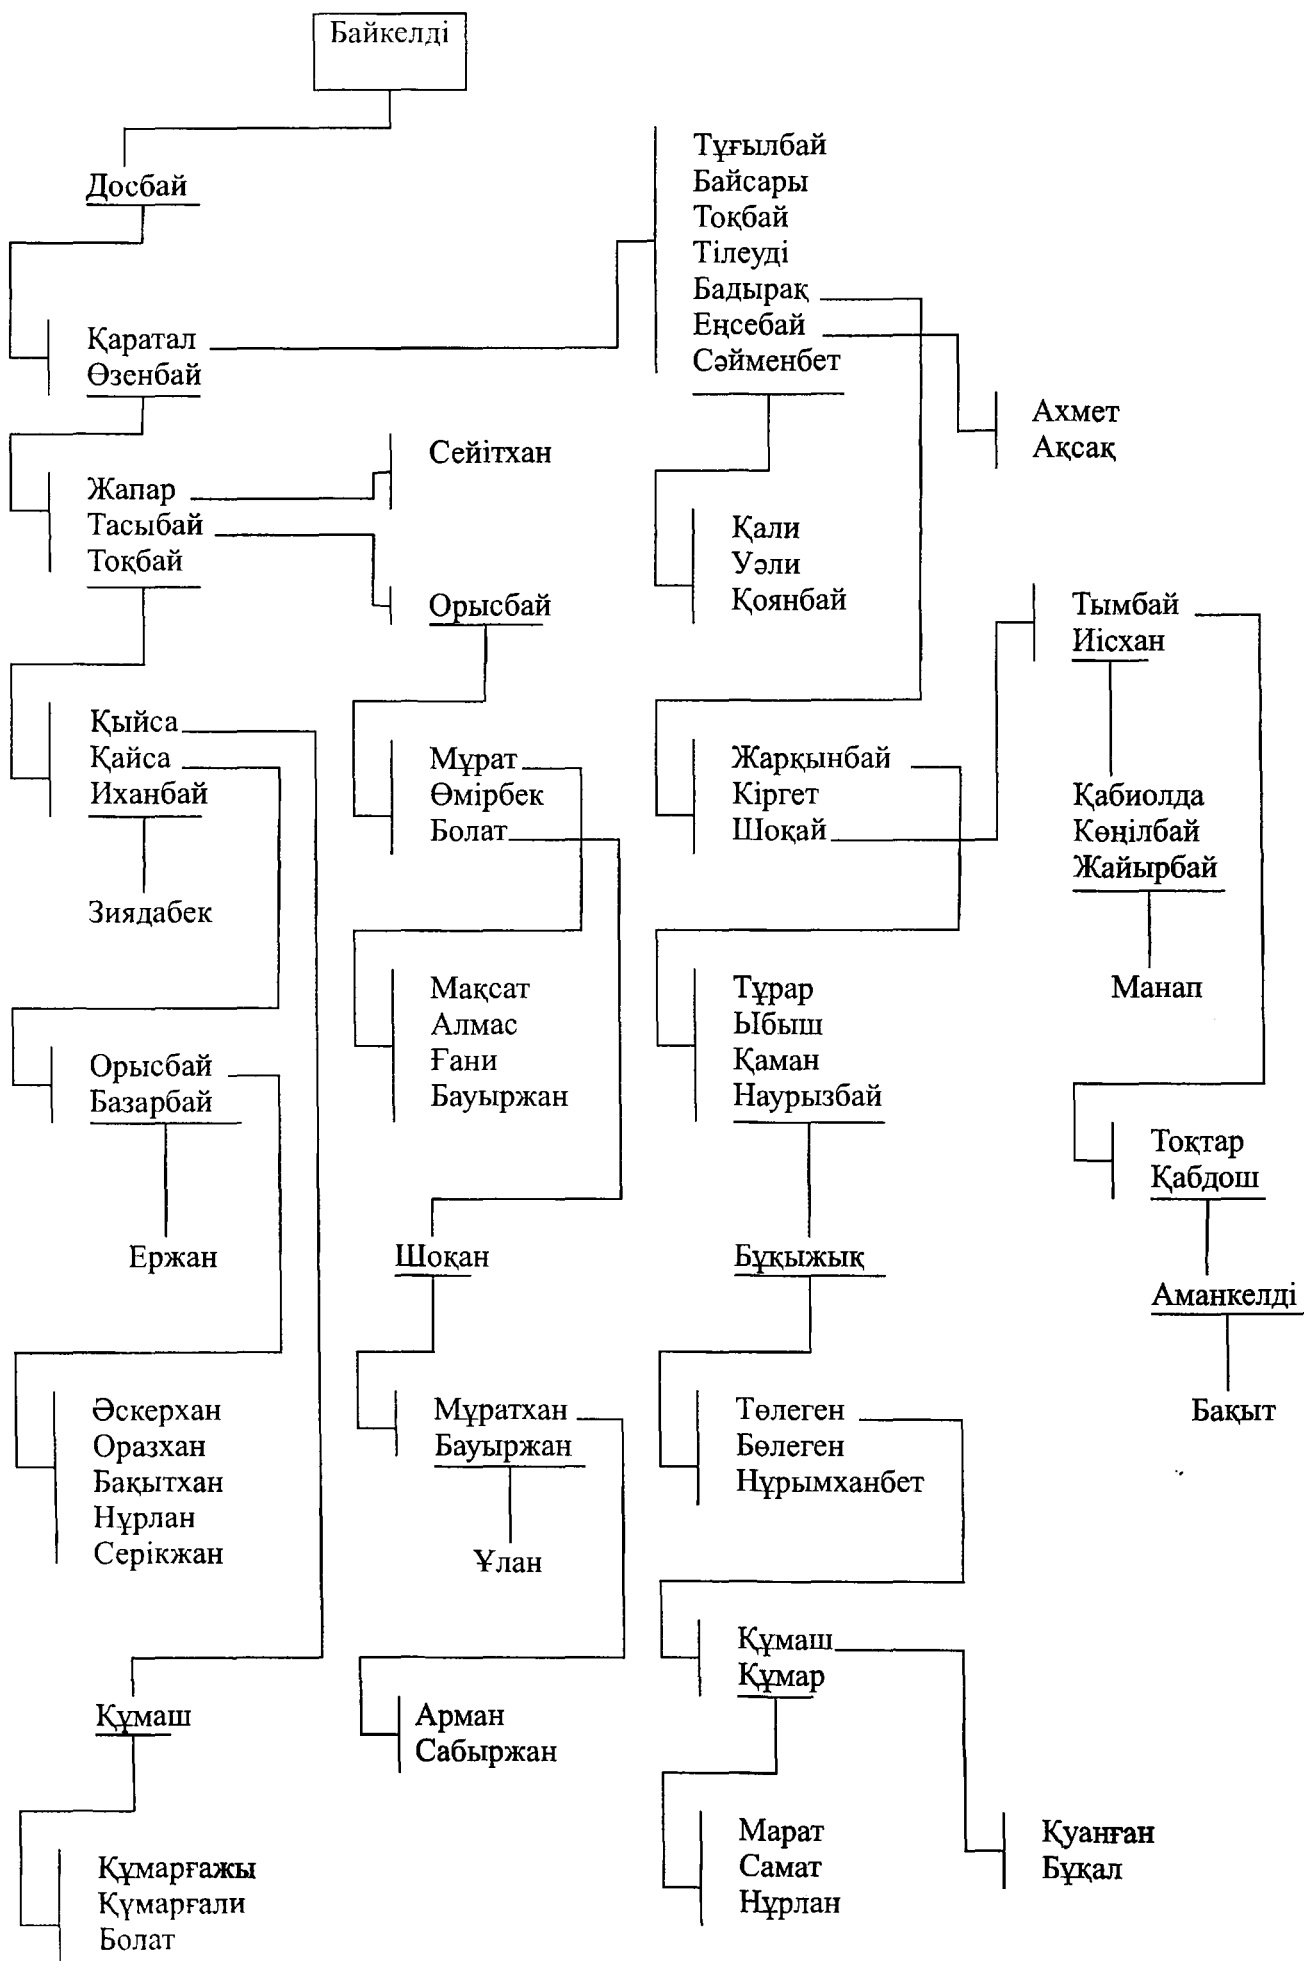 Байкелді
Досбай
Қаратал
Өзенбай
Тұғылбай
Байсары
Тоқбай
Тілеуді
Бадырақ
Еңсебай
Сәйменбет
Ахмет
Ақсақ
Сейітхан
Жапар
Тасыбай
Тоқбай
Орысбай
Қали
Уәли
Қоянбай
Тымбай
Иісхан
Қыйса
Қайса
Иханбай
Зиядабек
Мұрат
Өмірбек
Болат
Жарқынбай
Кіргет
Шоқай
Қабиолда
Көңілбай
Жайырбай
Манап
Орысбай
Базарбай
Ержан
Мақсат
Алмас
Ғани
Бауыржан
Тұрар
Ыбыш
Қаман
Наурызбай
Тоқтар
Қабдош
Аманкелді
Бақыт
Шоқан
Бұқыжық
Әскерхан
Оразхан
Бақытхан
Нұрлан
Серікжан
Мұратхан
Бауыржан
Ұлан
Төлеген
Бөлеген
Нұрымханбет
Құмаш
Құмар
Құмаш
Арман
Сабыржан
Құмарғажы
Күмарғали
Болат
Марат
Самат
Нұрлан
Қуанған
Бұқал